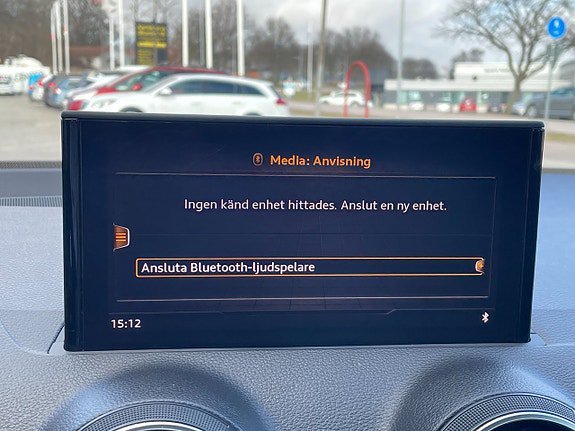 Media: Anvisning
Ingen känd enhet hittades. Anslut en ny enhet.
Ansluta Bluetooth-ljudspelare
15:12